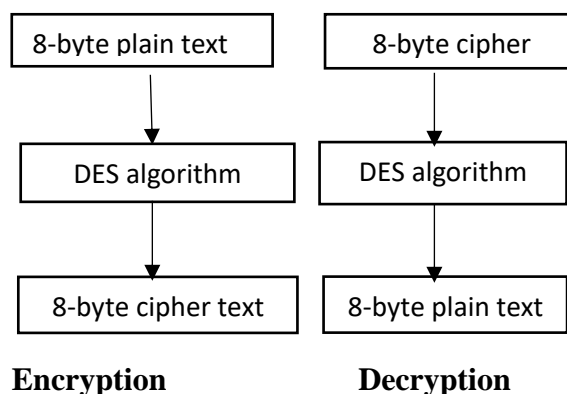 8-byte plain text
DES algorithm
8-byte cipher text
Encryption
8-byte cipher
DES algorithm
8-byte plain text
Decryption